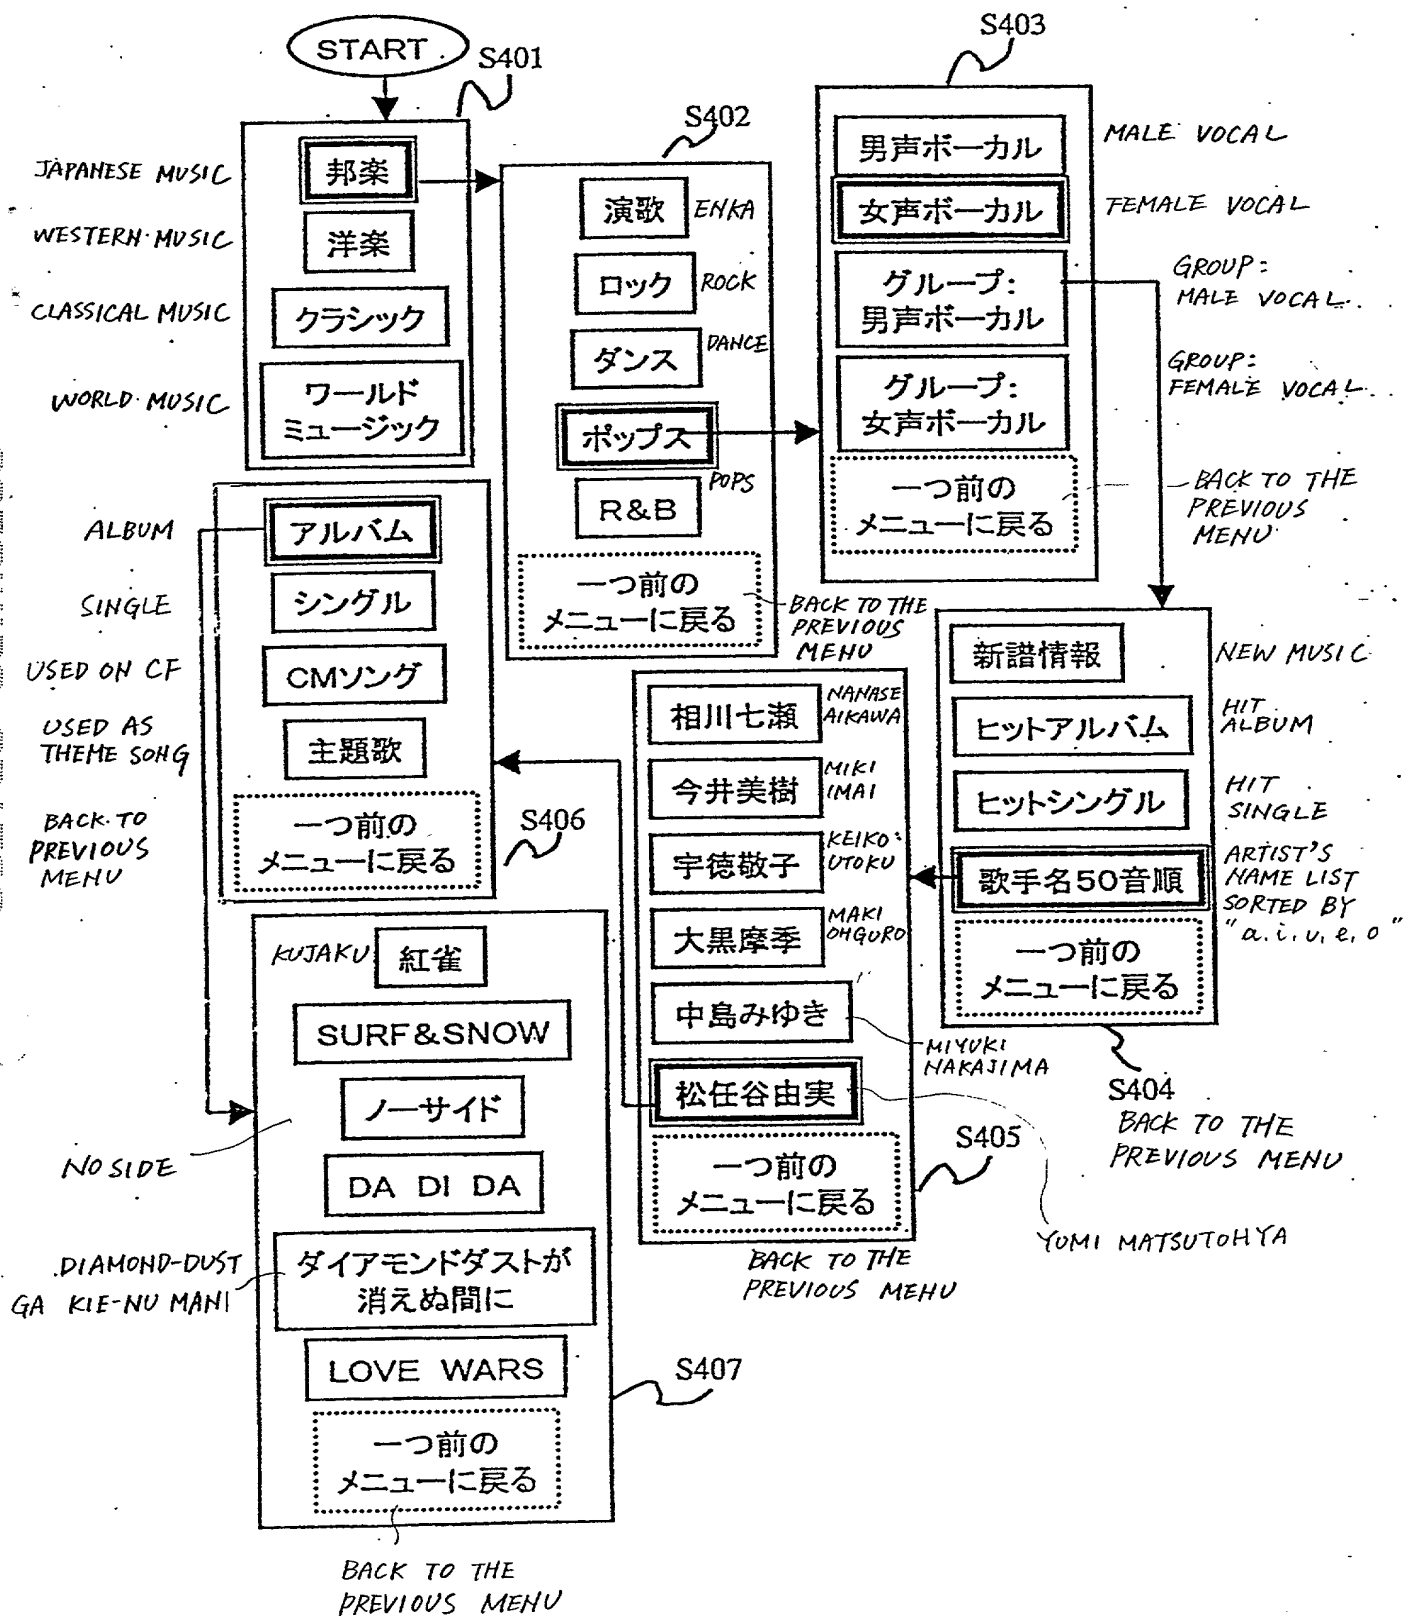 START
S401
JAPANESE MUSIC
邦楽
WESTERN MUSIC
洋楽
CLASSICAL MUSIC
クラシック
WORLD MUSIC
ワールド
ミュージック
S402
演歌
ENKA
ロック
ROCK
ダンス
DANCE
ポップス
POPS
R&B
一つ前の
メニューに戻る
BACK TO THE
PREVIOUS
MENU
S403
男声ボーカル
MALE VOCAL
女声ボーカル
FEMALE VOCAL
グループ:
男声ボーカル
GROUP:
MALE VOCAL
グループ:
女声ボーカル
GROUP:
FEMALE VOCAL
一つ前の
メニューに戻る
BACK TO THE
PREVIOUS
MENU
新譜情報
NEW MUSIC
ヒットアルバム
HIT
ALBUM
ヒットシングル
HIT
SINGLE
歌手名50音順
ARTIST'S
NAME LIST
SORTED BY
"a.i.u.e.o"
一つ前の
メニューに戻る
S404
BACK TO THE
PREVIOUS MENU
相川七瀬
NANASE
AIKAWA
今井美樹
MIKI
IMAI
宇徳敬子
KEIKO
UTOKU
大黒摩季
MAKI
OHGURO
中島みゆき
MIYUKI
NAKAJIMA
松任谷由実
YUMI MATSUTOHYA
一つ前の
メニューに戻る
S405
BACK TO THE
PREVIOUS MENU
ALBUM
アルバム
SINGLE
シングル
USED ON CF
CMソング
USED AS
THEME SONG
主題歌
BACK TO
PREVIOUS
MENU
一つ前の
メニューに戻る
S406
KUJAKU
紅雀
SURF&SNOW
ノーサイド
NO SIDE
DA DI DA
DIAMOND-DUST
GA KIE-NU MANI
ダイアモンドダストが
消えぬ間に
LOVE WARS
S407
一つ前の
メニューに戻る
BACK TO THE
PREVIOUS MENU